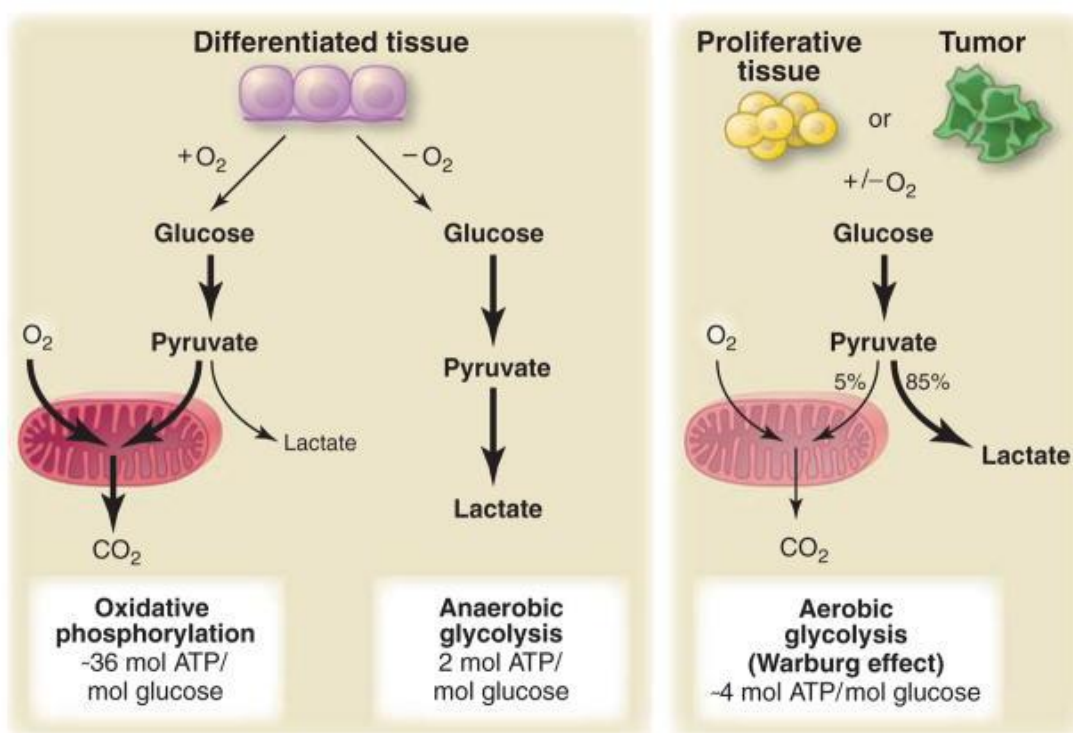 Differentiated tissue
+O₂
−O₂
Glucose
Glucose
O₂
Pyruvate
Pyruvate
Lactate
Lactate
CO₂
Oxidative
phosphorylation
~36 mol ATP/
mol glucose
Anaerobic
glycolysis
2 mol ATP/
mol glucose
Proliferative
tissue
or
Tumor
+/−O₂
Glucose
O₂
Pyruvate
5%
85%
Lactate
CO₂
Aerobic
glycolysis
(Warburg effect)
~4 mol ATP/mol glucose